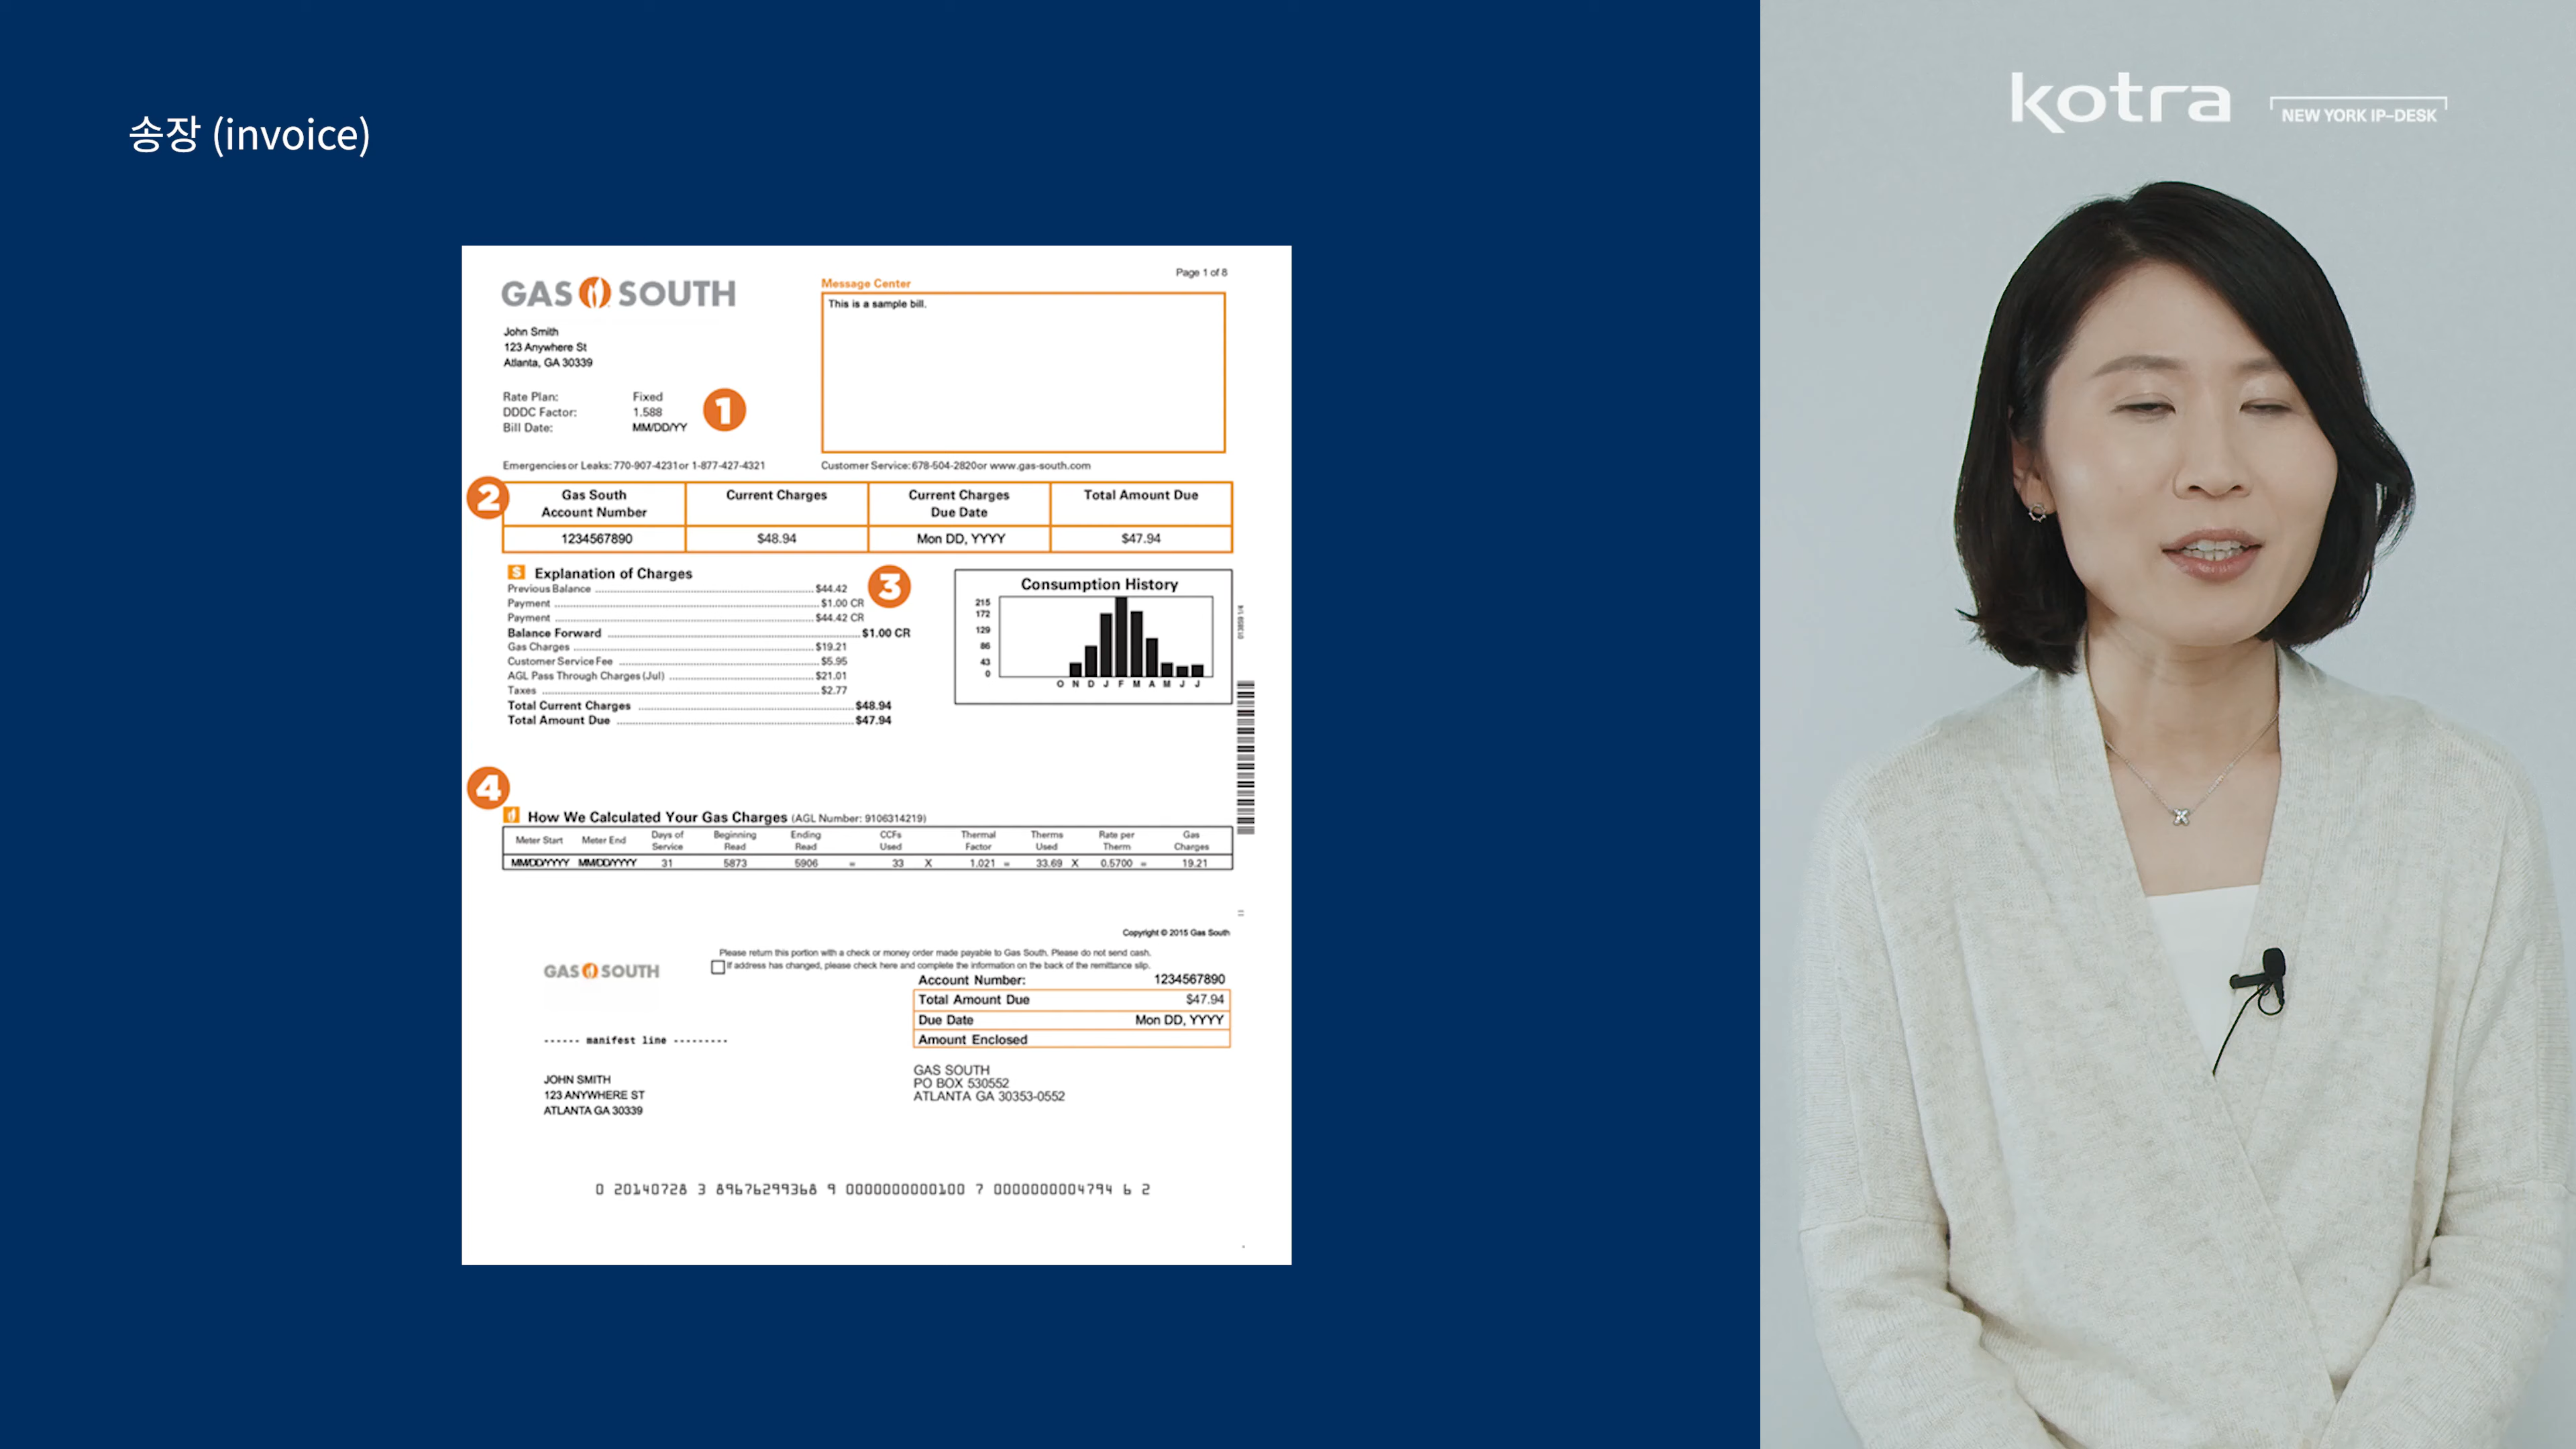 송장 (invoice)
kotra
NEW YORK IP-DESK
GAS SOUTH
Page 1 of 8
Message Center
This is a sample bill.
John Smith
123 Anywhere St
Atlanta, GA 30339
Rate Plan: Fixed
DDDC Factor: 1.588
Bill Date: MM/DD/YY
1
Emergencies or Leaks: 770-907-4231 or 1-877-427-4321
Customer Service: 678-504-2820 or www.gas-south.com
2
Gas South Account Number
Current Charges
Current Charges Due Date
Total Amount Due
1234567890 $48.94 Mon DD, YYYY $47.94
$ Explanation of Charges
3
Previous Balance $44.42
Payment $1.00 CR
Payment $44.42 CR
Balance Forward $1.00 CR
Gas Charges $19.21
Customer Service Fee $5.95
AGL Pass Through Charges (Jul) $21.01
Taxes $2.77
Total Current Charges $48.94
Total Amount Due $47.94
Consumption History
215
172
129
86
43
0
O N D J F M A M J J
4
How We Calculated Your Gas Charges (AGL Number: 9106314219)
Meter Start
Meter End
Days of Service
Beginning Read
Ending Read
CCFs Used
Thermal Factor
Therms Used
Rate per Therm
Gas Charges
MM/DD/YYYY MM/DD/YYYY 31 5873 5906 = 33 X 1.021 = 33.69 X 0.5700 = 19.21
Copyright © 2015 Gas South
Please return this portion with a check or money order made payable to Gas South. Please do not send cash.
If address has changed, please check here and complete the information on the back of the remittance slip.
GAS SOUTH
Account Number: 1234567890
Total Amount Due $47.94
Due Date Mon DD, YYYY
Amount Enclosed
------ manifest line ---------
JOHN SMITH
123 ANYWHERE ST
ATLANTA GA 30339
GAS SOUTH
PO BOX 530552
ATLANTA GA 30353-0552
0 20140728 3 89676299368 9 0000000000100 7 0000000004794 6 2